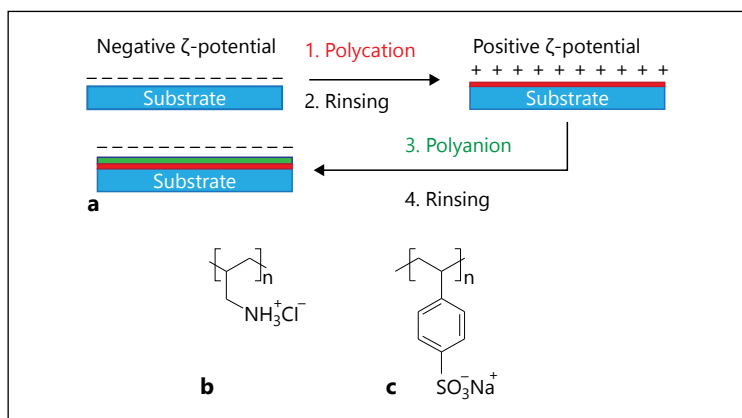 Negative ζ-potential
1. Polycation
Positive ζ-potential
– – – – – – – – – – – – – – – –
+ + + + + + + + + +
Substrate
2. Rinsing
Substrate
– – – – – – – – – – – – – – – –
3. Polyanion
Substrate
a
4. Rinsing
n
NH₃⁺Cl⁻
b
n
SO₃⁻Na⁺
c